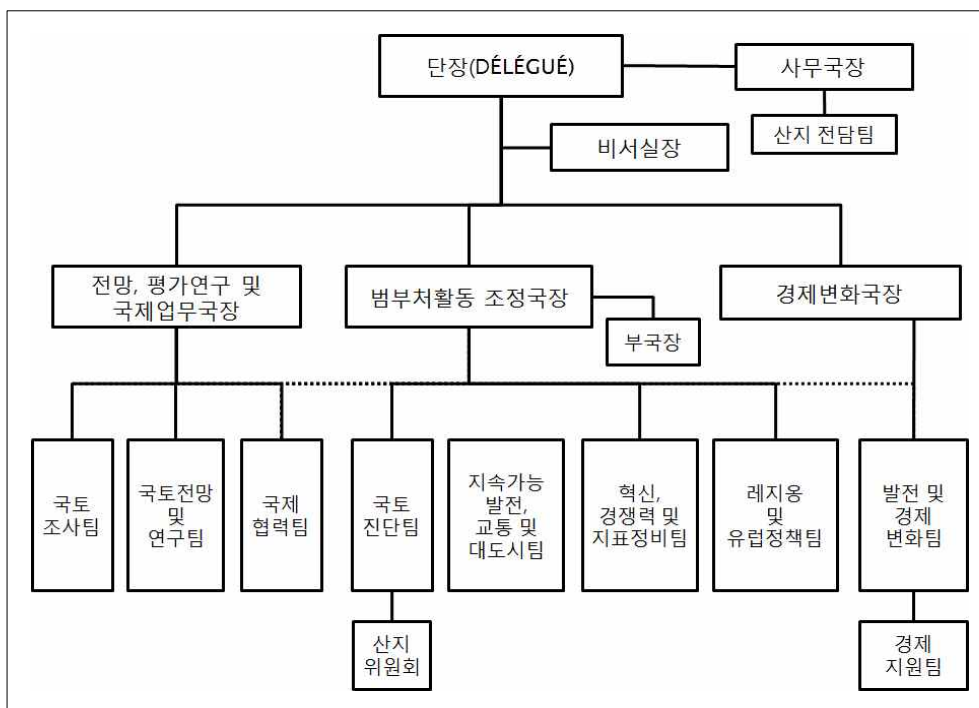 단장(DÉLÉGUÉ)
사무국장
산지 전담팀
비서실장
전망, 평가연구 및
국제업무국장
범부처활동 조정국장
경제변화국장
부국장
국토
조사팀
국토전망
및
연구팀
국제
협력팀
국토
진단팀
지속가능
발전,
교통 및
대도시팀
혁신,
경쟁력 및
지표정비팀
레지옹
및
유럽정책팀
발전 및
경제
변화팀
산지
위원회
경제
지원팀